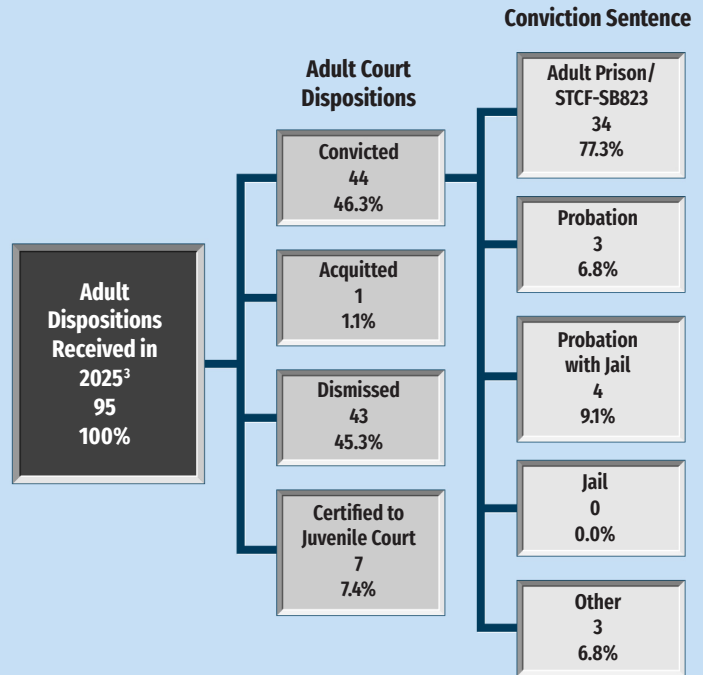 Conviction Sentence
Adult Court
Dispositions
Adult
Dispositions
Received in
2025³
95
100%
Convicted
44
46.3%
Acquitted
1
1.1%
Dismissed
43
45.3%
Certified to
Juvenile Court
7
7.4%
Adult Prison/
STCF-SB823
34
77.3%
Probation
3
6.8%
Probation
with Jail
4
9.1%
Jail
0
0.0%
Other
3
6.8%